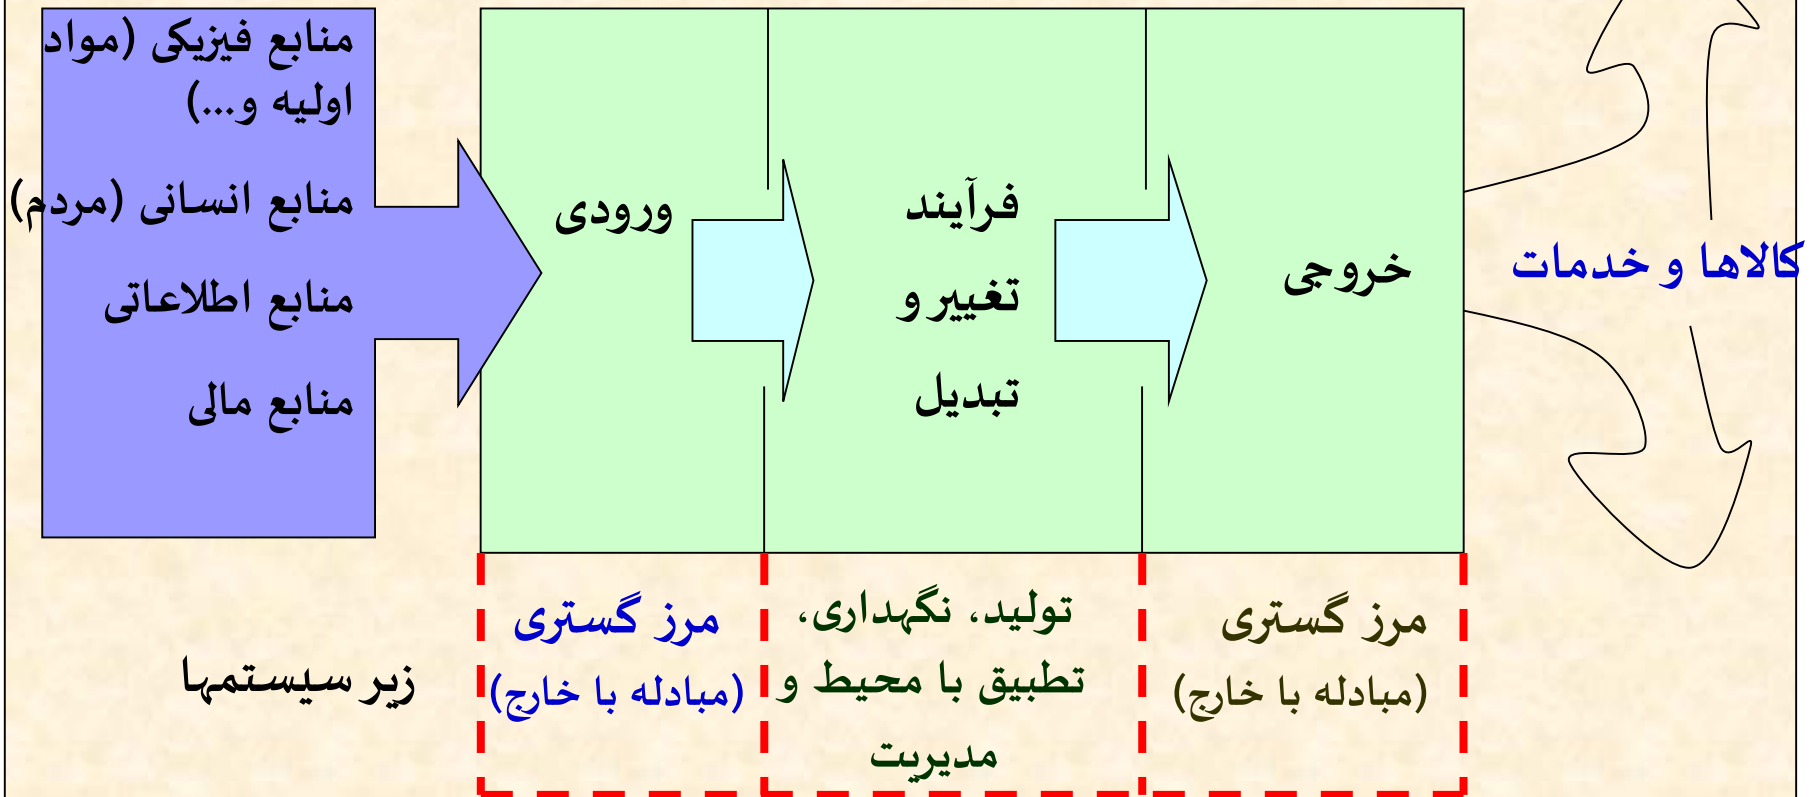 منابع فیزیکی (مواد
اولیه و...)
منابع انسانی (مردم)
منابع اطلاعاتی
منابع مالی
ورودی
فرآیند
تغییر و
تبدیل
خروجی
کالاها و خدمات
زیر سیستمها
مرز گستری
(مبادله با خارج)
تولید، نگهداری،
تطبیق با محیط و
مدیریت
مرز گستری
(مبادله با خارج)